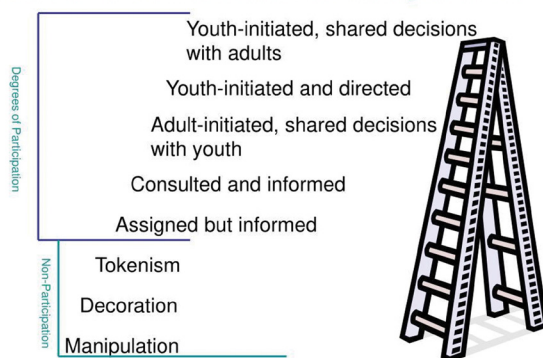 Youth-initiated, shared decisions
with adults
Youth-initiated and directed
Adult-initiated, shared decisions
with youth
Consulted and informed
Assigned but informed
Tokenism
Decoration
Manipulation
Degrees of Participation
Non-Participation